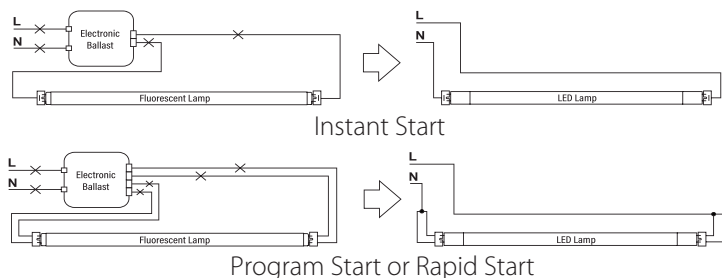 L
N
Electronic
Ballast
Fluorescent Lamp
L
N
LED Lamp
Instant Start
L
N
Electronic
Ballast
Fluorescent Lamp
L
N
LED Lamp
Program Start or Rapid Start